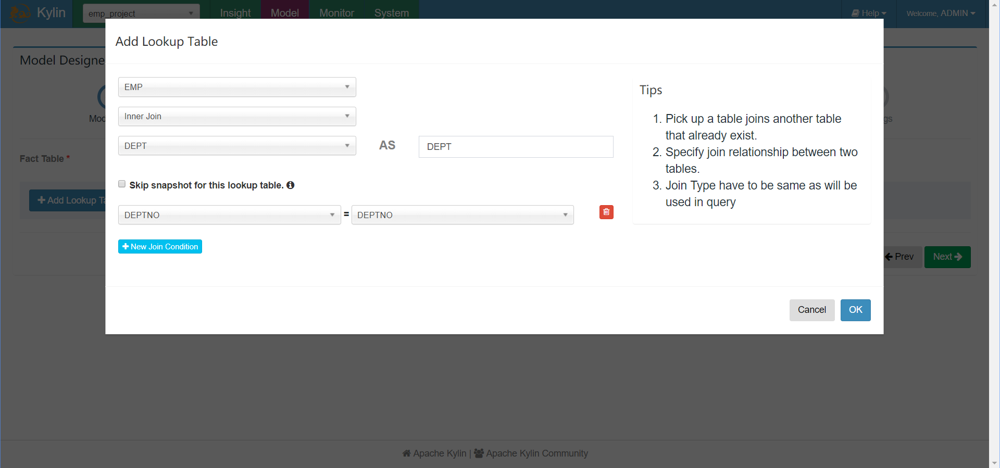 Kylin
emp_project
Insight
Model
Monitor
System
Help
Welcome, ADMIN
Add Lookup Table
Model Designe
EMP
Inner Join
DEPT
AS
DEPT
Skip snapshot for this lookup table.
DEPTNO = DEPTNO
New Join Condition
Tips
1. Pick up a table joins another table
that already exist.
2. Specify join relationship between two
tables.
3. Join Type have to be same as will be
used in query
Moc
gs
Fact Table *
Add Lookup Ta
Prev
Next
Cancel
OK
Apache Kylin | Apache Kylin Community